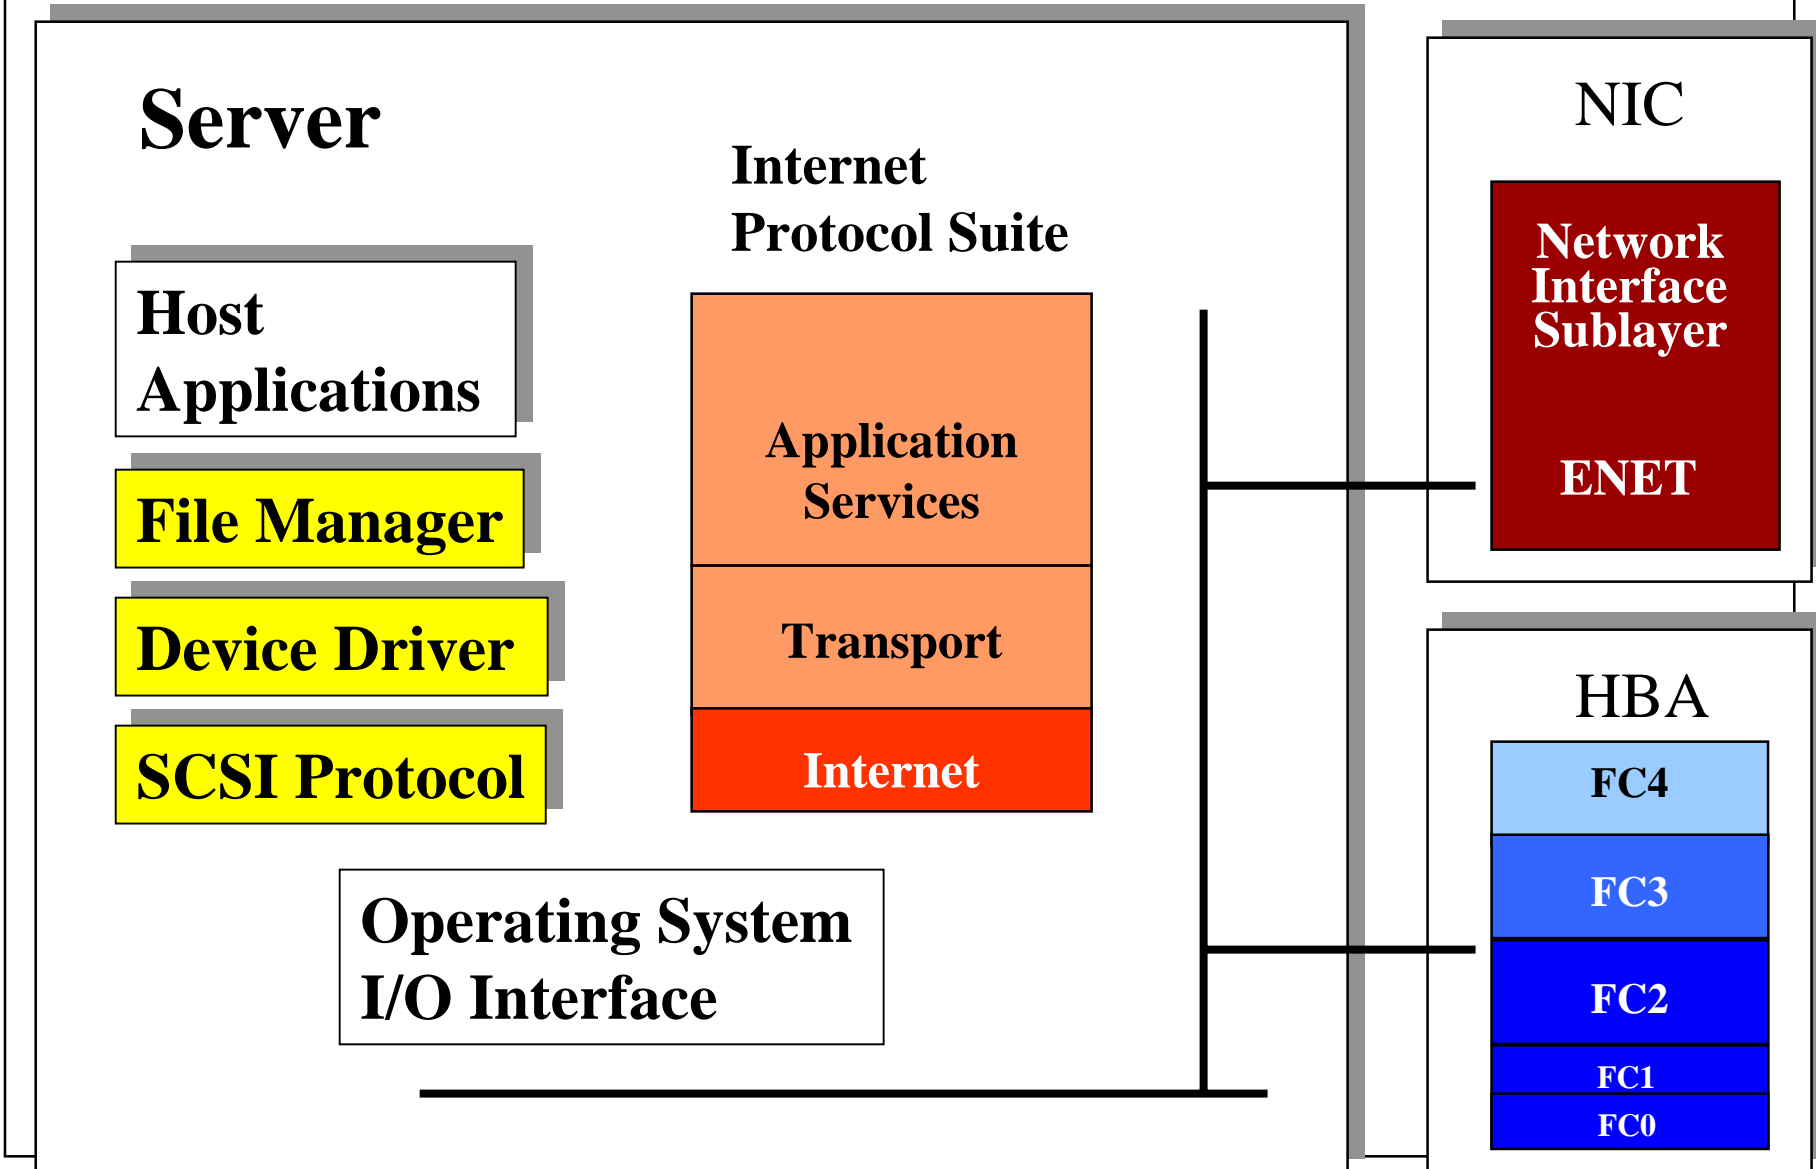 Server
Host
Applications
File Manager
Device Driver
SCSI Protocol
Internet
Protocol Suite
Application
Services
Transport
Internet
Operating System
I/O Interface
NIC
Network
Interface
Sublayer
ENET
HBA
FC4
FC3
FC2
FC1
FC0